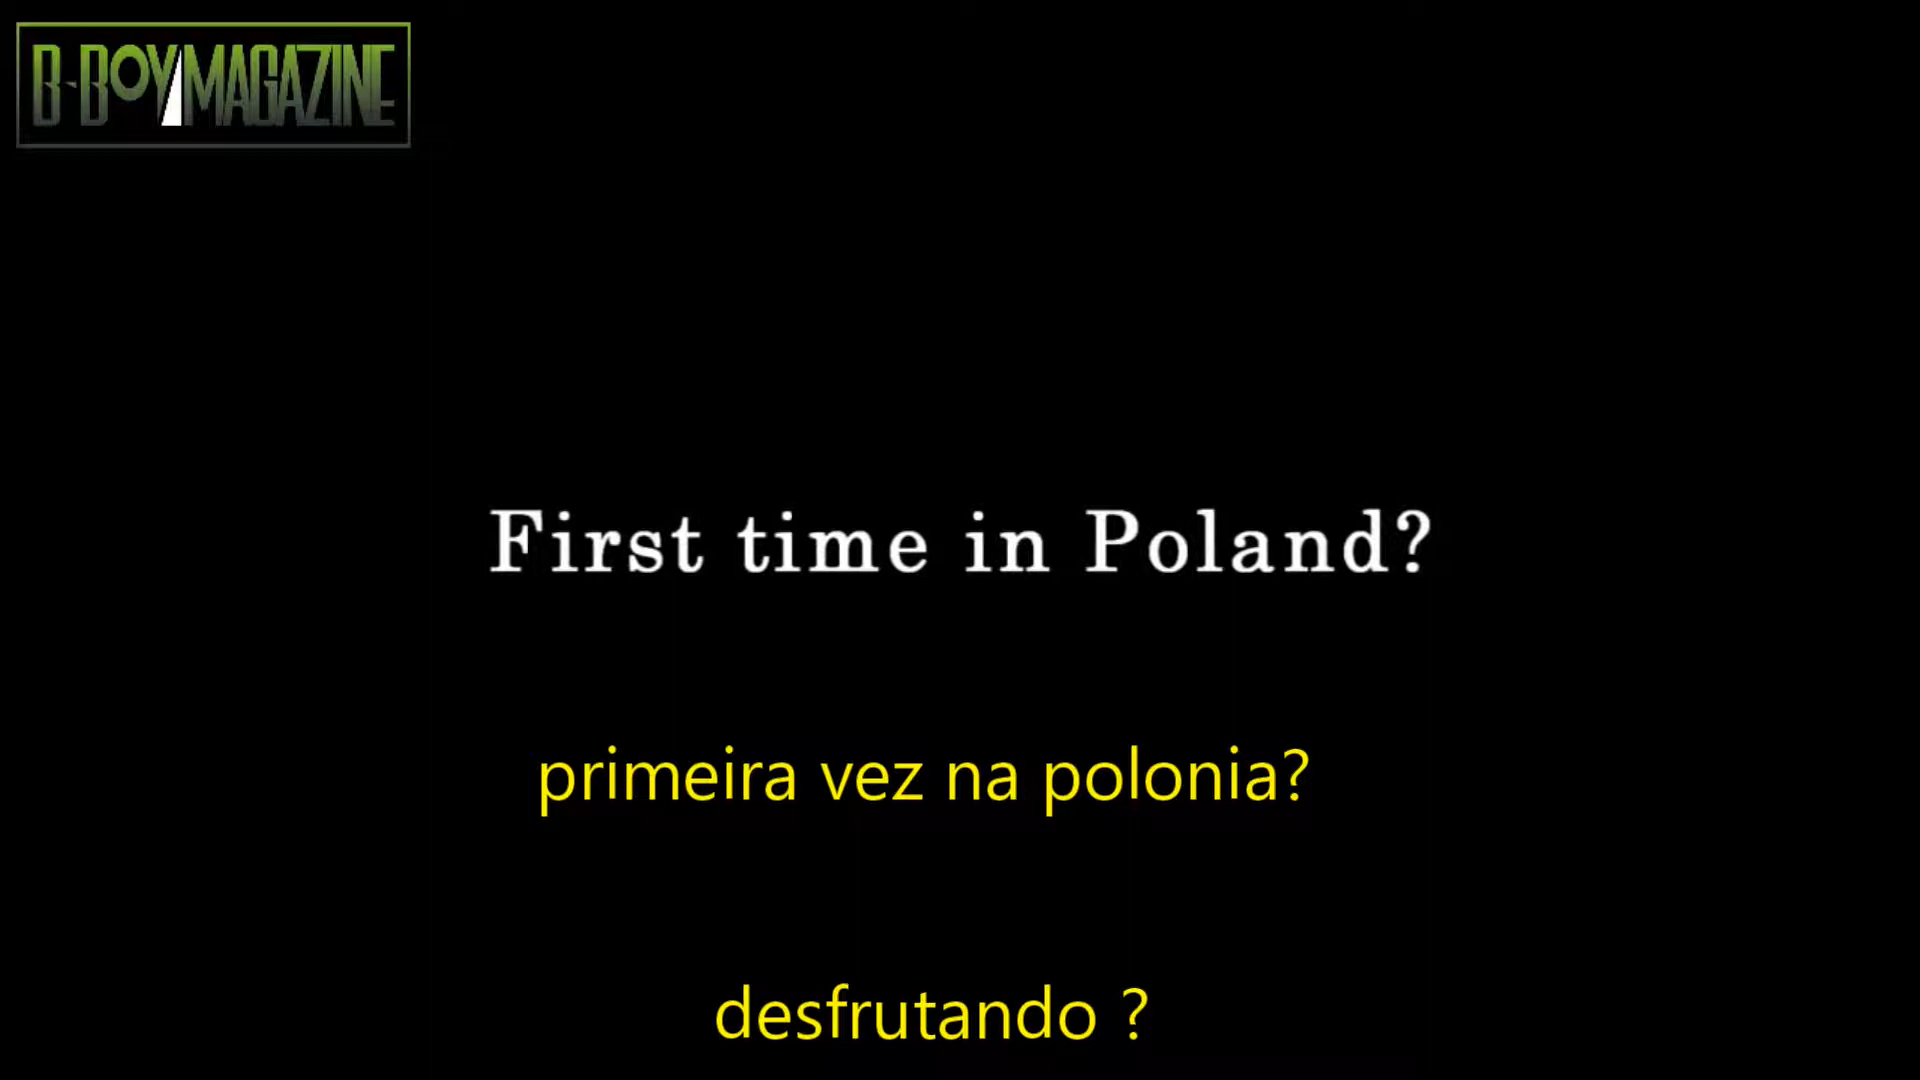 B-BOYMAGAZINE
First time in Poland?
primeira vez na polonia?
desfrutando ?